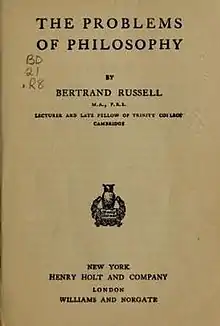 THE PROBLEMS
OF PHILOSOPHY
BD
21
.R8
BY
BERTRAND RUSSELL
M.A., F.R.S.
LECTURER AND LATE FELLOW OF TRINITY COLLEGE
CAMBRIDGE
NEW YORK
HENRY HOLT AND COMPANY
LONDON
WILLIAMS AND NORGATE